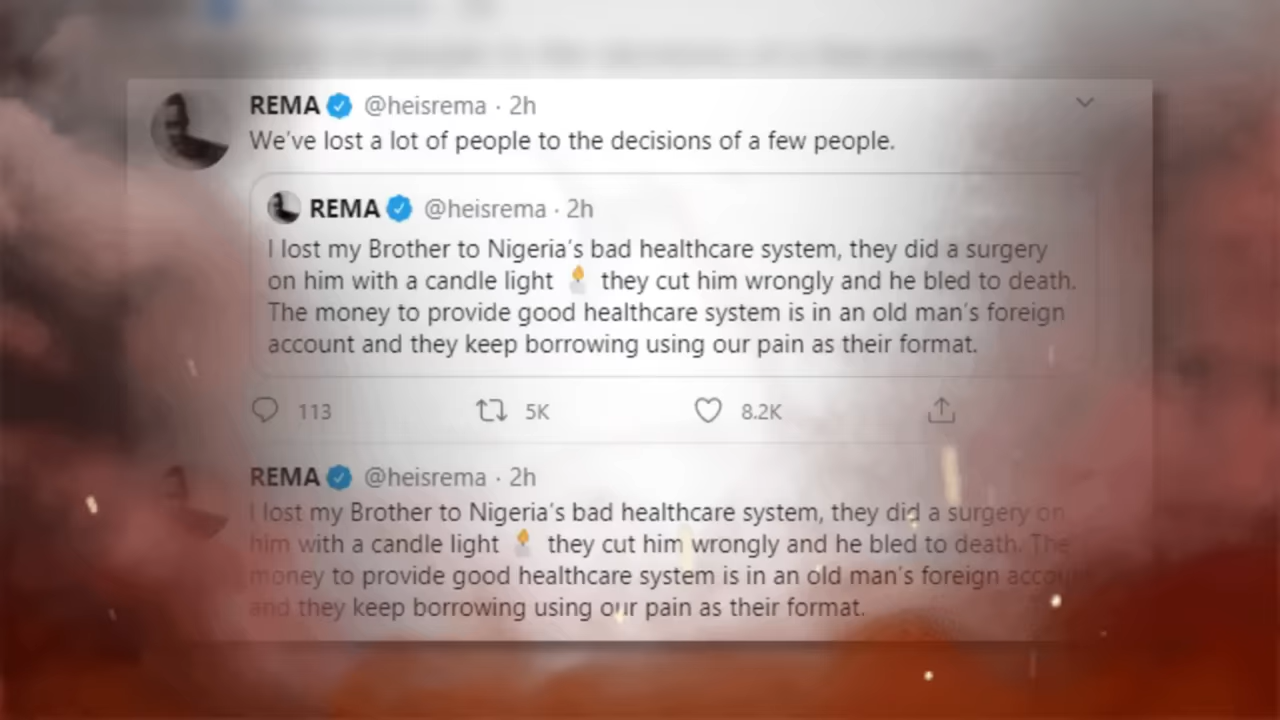 REMA @heisrema · 2h
We've lost a lot of people to the decisions of a few people.
REMA @heisrema · 2h
I lost my Brother to Nigeria's bad healthcare system, they did a surgery
on him with a candle light 🕯️ they cut him wrongly and he bled to death.
The money to provide good healthcare system is in an old man's foreign
account and they keep borrowing using our pain as their format.
113 5K 8.2K
REMA @heisrema · 2h
I lost my Brother to Nigeria's bad healthcare system, they did a surgery on
him with a candle light 🕯️ they cut him wrongly and he bled to death. The
money to provide good healthcare system is in an old man's foreign account
and they keep borrowing using our pain as their format.